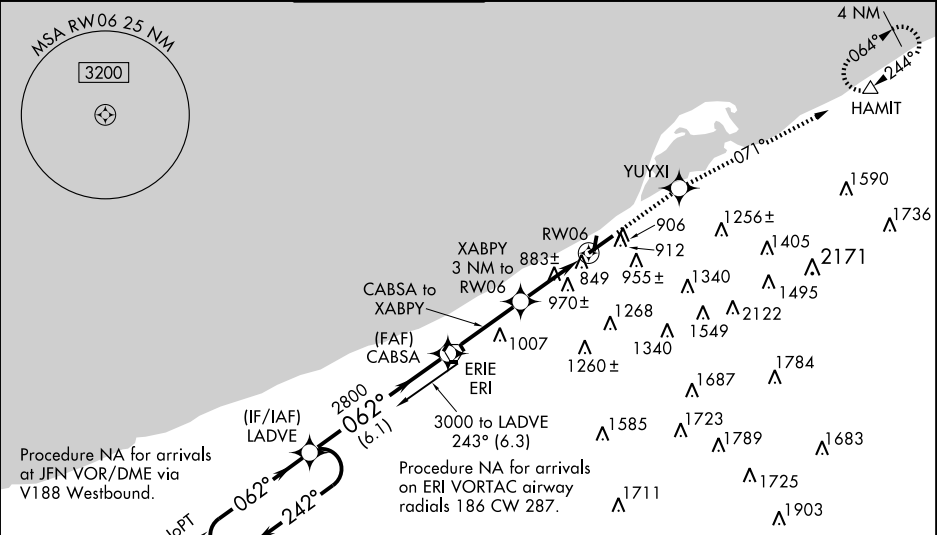 MSA RW06 25 NM
3200
4 NM
064°
244°
HAMIT
071°
YUYXI
1590
1736
906
1256±
RW06
912
1405
2171
XABPY
3 NM to
RW06
883±
849
955±
1340
1495
970±
CABSA to
XABPY
1268
1549
2122
1007
1340
(FAF)
CABSA
1260±
ERIE
ERI
1784
1687
2800
062°
(6.1)
3000 to LADVE
243° (6.3)
(IF/IAF)
LADVE
1585
1723
1789
1683
Procedure NA for arrivals
at JFN VOR/DME via
V188 Westbound.
Procedure NA for arrivals
on ERI VORTAC airway
radials 186 CW 287.
062°
242°
1725
1711
1903
NoPT